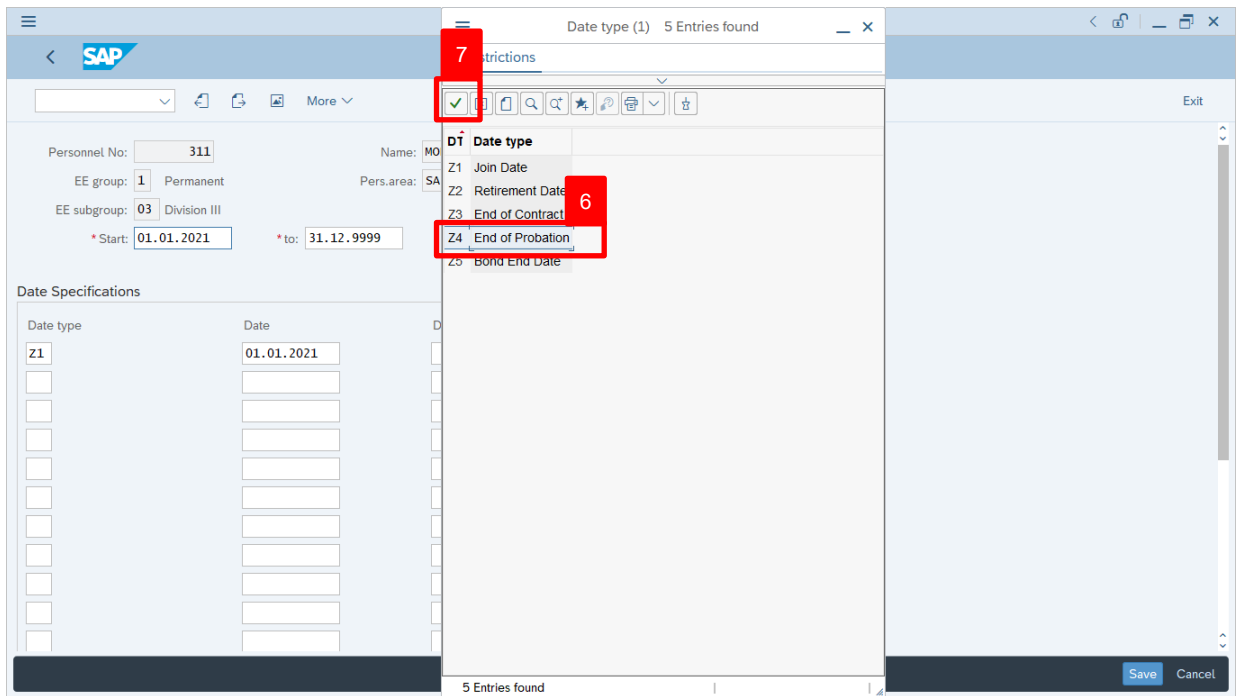 Date type (1) 5 Entries found
SAP
7
strictions
More
Exit
Personnel No: 311 Name: MO
EE group: 1 Permanent Pers.area: SA
EE subgroup: 03 Division III
* Start: 01.01.2021 * to: 31.12.9999
DT Date type
Z1 Join Date
Z2 Retirement Date
6
Z3 End of Contract
Z4 End of Probation
Z5 Bond End Date
Date Specifications
Date type Date D
Z1 01.01.2021
Save Cancel
5 Entries found